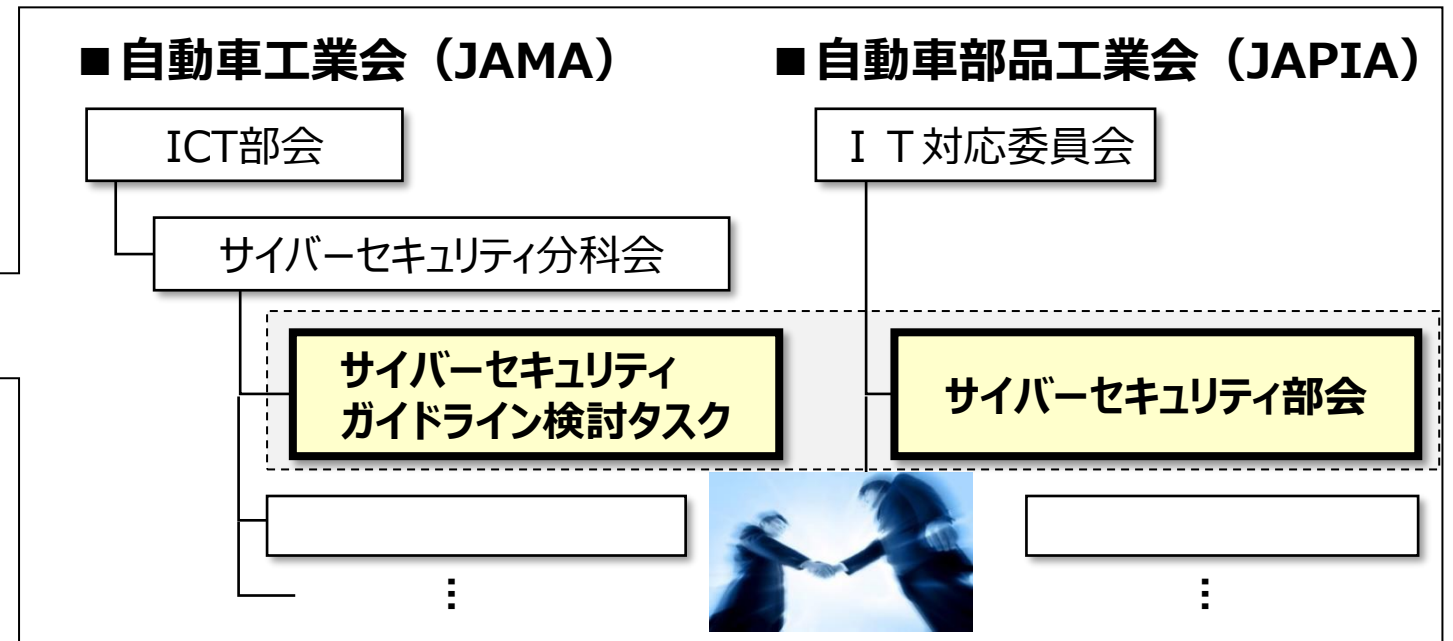 ■自動車工業会（JAMA）
ICT部会
サイバーセキュリティ分科会
サイバーセキュリティ
ガイドライン検討タスク
⋮
■自動車部品工業会（JAPIA）
ＩＴ対応委員会
サイバーセキュリティ部会
⋮